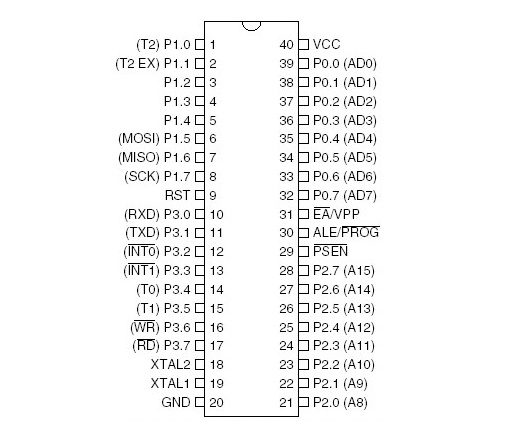 (T2) P1.0 1 40 VCC
(T2 EX) P1.1 2 39 P0.0 (AD0)
P1.2 3 38 P0.1 (AD1)
P1.3 4 37 P0.2 (AD2)
P1.4 5 36 P0.3 (AD3)
(MOSI) P1.5 6 35 P0.4 (AD4)
(MISO) P1.6 7 34 P0.5 (AD5)
(SCK) P1.7 8 33 P0.6 (AD6)
RST 9 32 P0.7 (AD7)
(RXD) P3.0 10 31 E̅A̅/VPP
(TXD) P3.1 11 30 ALE/P̅R̅O̅G̅
(I̅N̅T̅0̅) P3.2 12 29 P̅S̅E̅N̅
(I̅N̅T̅1̅) P3.3 13 28 P2.7 (A15)
(T0) P3.4 14 27 P2.6 (A14)
(T1) P3.5 15 26 P2.5 (A13)
(W̅R̅) P3.6 16 25 P2.4 (A12)
(R̅D̅) P3.7 17 24 P2.3 (A11)
XTAL2 18 23 P2.2 (A10)
XTAL1 19 22 P2.1 (A9)
GND 20 21 P2.0 (A8)